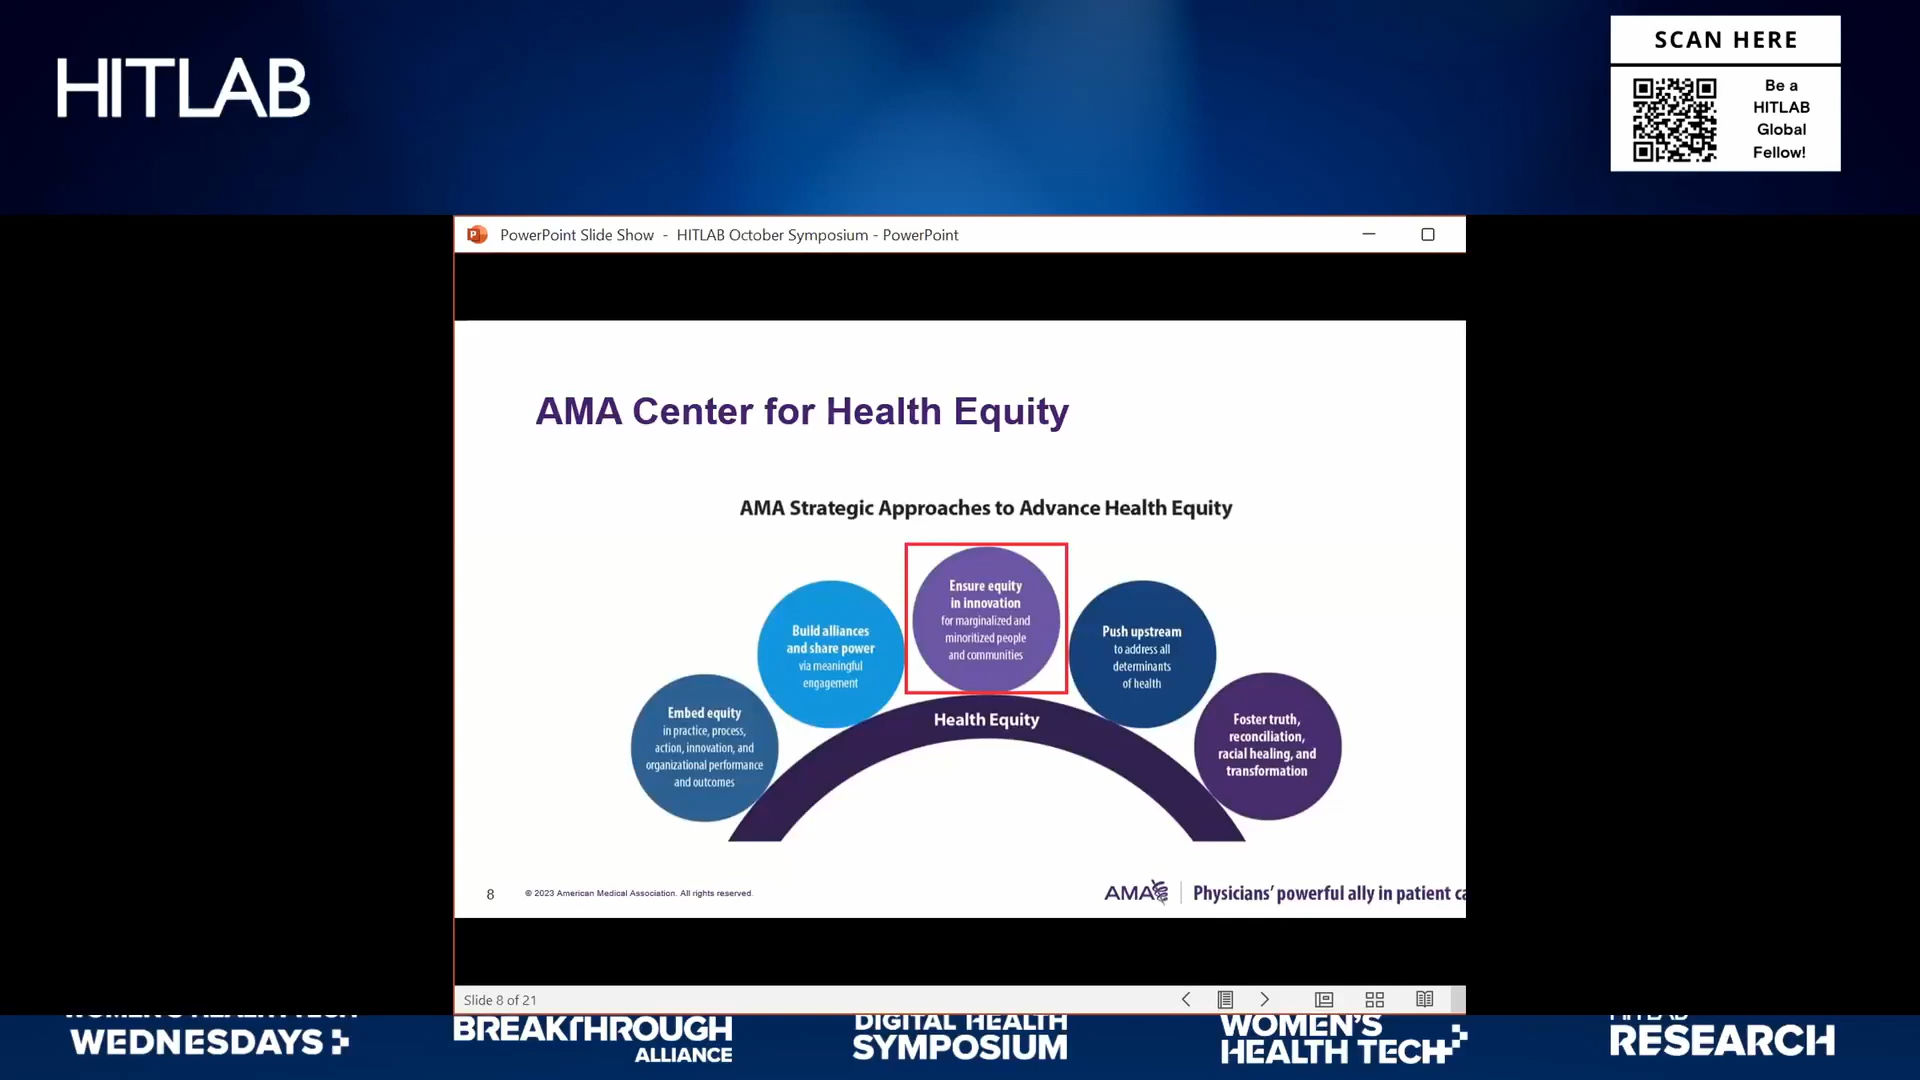 HITLAB
SCAN HERE
Be a
HITLAB
Global
Fellow!
PowerPoint Slide Show - HITLAB October Symposium - PowerPoint
AMA Center for Health Equity
AMA Strategic Approaches to Advance Health Equity
Embed equity
in practice, process,
action, innovation, and
organizational performance
and outcomes
Build alliances
and share power
via meaningful
engagement
Ensure equity
in innovation
for marginalized and
minoritized people
and communities
Push upstream
to address all
determinants
of health
Foster truth,
reconciliation,
racial healing, and
transformation
Health Equity
8
© 2023 American Medical Association. All rights reserved.
AMA
Physicians' powerful ally in patient ca
Slide 8 of 21
WOMEN'S HEALTH TECH
WEDNESDAYS
BREAKTHROUGH
ALLIANCE
DIGITAL HEALTH
SYMPOSIUM
WOMEN'S
HEALTH TECH
HITLAB
RESEARCH